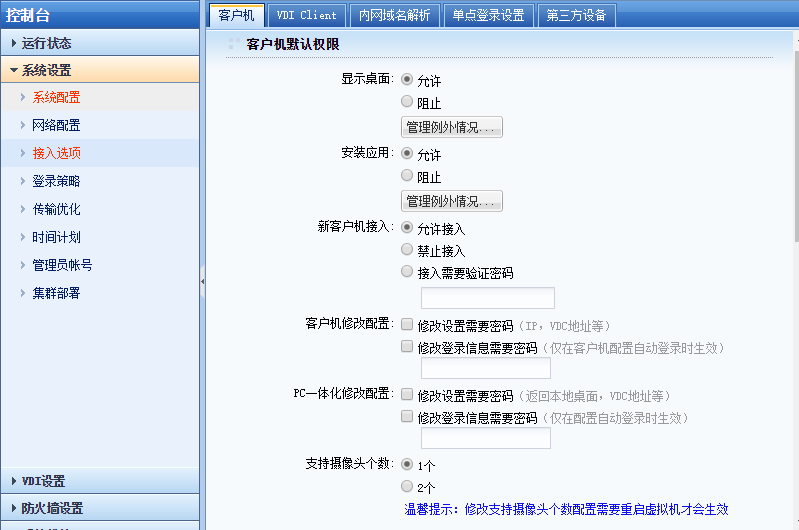 控制台
运行状态
系统设置
系统配置
网络配置
接入选项
登录策略
传输优化
时间计划
管理员帐号
集群部署
VDI设置
防火墙设置
客户机
VDI Client
内网域名解析
单点登录设置
第三方设备
客户机默认权限
显示桌面: 允许
阻止
管理例外情况...
安装应用: 允许
阻止
管理例外情况...
新客户机接入: 允许接入
禁止接入
接入需要验证密码
客户机修改配置: 修改设置需要密码（IP，VDC地址等）
修改登录信息需要密码（仅在客户机配置自动登录时生效）
PC一体化修改配置: 修改设置需要密码（返回本地桌面，VDC地址等）
修改登录信息需要密码（仅在配置自动登录时生效）
支持摄像头个数: 1个
2个
温馨提示：修改支持摄像头个数配置需要重启虚拟机才会生效